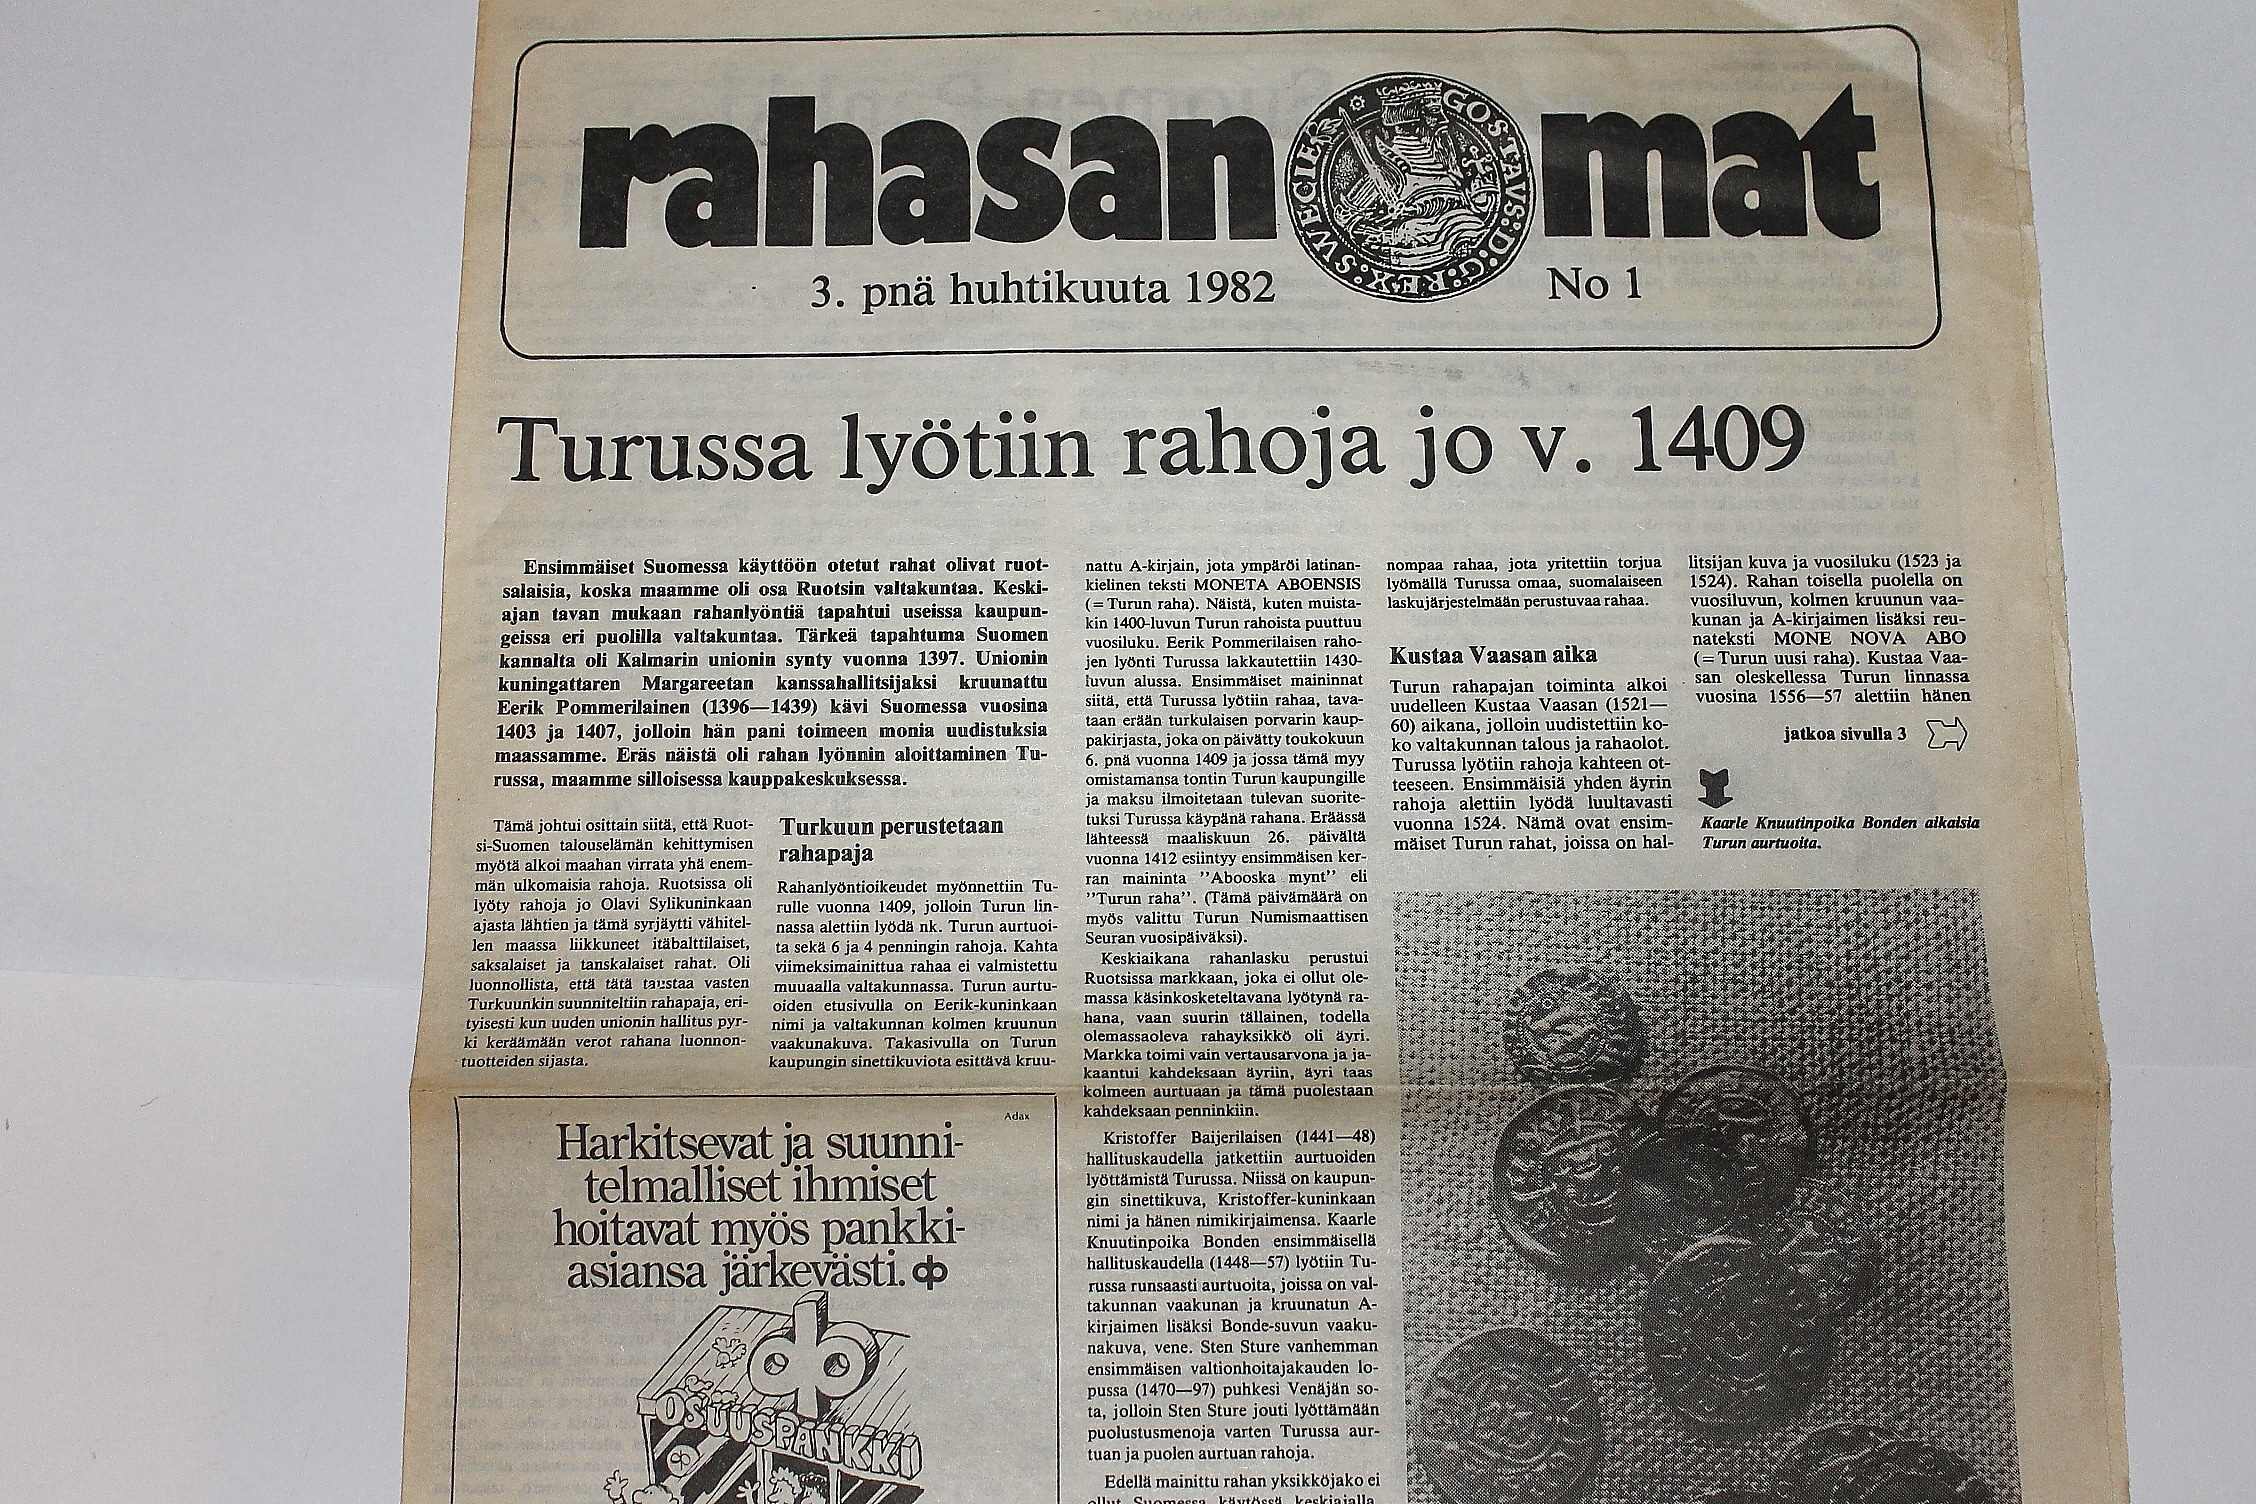 rahasanomat
GOSTAVS:D:G:REX:SWECIE
3. pnä huhtikuuta 1982
No 1
Turussa lyötiin rahoja jo v. 1409
Ensimmäiset Suomessa käyttöön otetut rahat olivat ruot-
salaisia, koska maamme oli osa Ruotsin valtakuntaa. Keski-
ajan tavan mukaan rahanlyöntiä tapahtui useissa kaupun-
geissa eri puolilla valtakuntaa. Tärkeä tapahtuma Suomen
kannalta oli Kalmarin unionin synty vuonna 1397. Unionin
kuningattaren Margareetan kanssahallitsijaksi kruunattu
Eerik Pommerilainen (1396—1439) kävi Suomessa vuosina
1403 ja 1407, jolloin hän pani toimeen monia uudistuksia
maassamme. Eräs näistä oli rahan lyönnin aloittaminen Tu-
russa, maamme silloisessa kauppakeskuksessa.
Tämä johtui osittain siitä, että Ruot-
si-Suomen talouselämän kehittymisen
myötä alkoi maahan virrata yhä enem-
män ulkomaisia rahoja. Ruotsissa oli
lyöty rahoja jo Olavi Sylikuninkaan
ajasta lähtien ja tämä syrjäytti vähitel-
len maassa liikkuneet itäbalttilaiset,
saksalaiset ja tanskalaiset rahat. Oli
luonnollista, että tätä taustaa vasten
Turkuunkin suunniteltiin rahapaja, eri-
tyisesti kun uuden unionin hallitus pyr-
ki keräämään verot rahana luonnon-
tuotteiden sijasta.
Turkuun perustetaan
rahapaja
Rahanlyöntioikeudet myönnettiin Tu-
rulle vuonna 1409, jolloin Turun lin-
nassa alettiin lyödä nk. Turun aurtuoi-
ta sekä 6 ja 4 penningin rahoja. Kahta
viimeksimainittua rahaa ei valmistettu
muuaalla valtakunnassa. Turun aurtu-
oiden etusivulla on Eerik-kuninkaan
nimi ja valtakunnan kolmen kruunun
vaakunakuva. Takasivulla on Turun
kaupungin sinettikuviota esittävä kruu-
nattu A-kirjain, jota ympäröi latinan-
kielinen teksti MONETA ABOENSIS
(=Turun raha). Näistä, kuten muista-
kin 1400-luvun Turun rahoista puuttuu
vuosiluku. Eerik Pommerilaisen raho-
jen lyönti Turussa lakkautettiin 1430-
luvun alussa. Ensimmäiset maininnat
siitä, että Turussa lyötiin rahaa, tava-
taan erään turkulaisen porvarin kaup-
pakirjasta, joka on päivätty toukokuun
6. pnä vuonna 1409 ja jossa tämä myy
omistamansa tontin Turun kaupungille
ja maksu ilmoitetaan tulevan suorite-
tuksi Turussa käypänä rahana. Eräässä
lähteessä maaliskuun 26. päivältä
vuonna 1412 esiintyy ensimmäisen ker-
ran maininta "Abooska mynt" eli
"Turun raha". (Tämä päivämäärä on
myös valittu Turun Numismaattisen
Seuran vuosipäiväksi).
Keskiaikana rahanlasku perustui
Ruotsissa markkaan, joka ei ollut ole-
massa käsinkosketeltavana lyötynä ra-
hana, vaan suurin tällainen, todella
olemassaoleva rahayksikkö oli äyri.
Markka toimi vain vertausarvona ja ja-
kaantui kahdeksaan äyriin, äyri taas
kolmeen aurtuaan ja tämä puolestaan
kahdeksaan penninkiin.
Kristoffer Baijerilaisen (1441—48)
hallituskaudella jatkettiin aurtuoiden
lyöttämistä Turussa. Niissä on kaupun-
gin sinettikuva, Kristoffer-kuninkaan
nimi ja hänen nimikirjaimensa. Kaarle
Knuutinpoika Bonden ensimmäisellä
hallituskaudella (1448—57) lyötiin Tu-
russa runsaasti aurtuoita, joissa on val-
takunnan vaakunan ja kruunatun A-
kirjaimen lisäksi Bonde-suvun vaaku-
nakuva, vene. Sten Sture vanhemman
ensimmäisen valtionhoitajakauden lo-
pussa (1470—97) puhkesi Venäjän so-
ta, jolloin Sten Sture jouti lyöttämään
puolustusmenoja varten Turussa aur-
tuan ja puolen aurtuan rahoja.
Edellä mainittu rahan yksikköjako ei
ollut Suomessa käytössä keskiajalla,
nompaa rahaa, jota yritettiin torjua
lyömällä Turussa omaa, suomalaiseen
laskujärjestelmään perustuvaa rahaa.
Kustaa Vaasan aika
Turun rahapajan toiminta alkoi
uudelleen Kustaa Vaasan (1521—
60) aikana, jolloin uudistettiin ko-
ko valtakunnan talous ja rahaolot.
Turussa lyötiin rahoja kahteen ot-
teeseen. Ensimmäisiä yhden äyrin
rahoja alettiin lyödä luultavasti
vuonna 1524. Nämä ovat ensim-
mäiset Turun rahat, joissa on hal-
litsijan kuva ja vuosiluku (1523 ja
1524). Rahan toisella puolella on
vuosiluvun, kolmen kruunun vaa-
kunan ja A-kirjaimen lisäksi reu-
nateksti MONE NOVA ABO
(=Turun uusi raha). Kustaa Vaa-
san oleskellessa Turun linnassa
vuosina 1556—57 alettiin hänen
jatkoa sivulla 3
Kaarle Knuutinpoika Bonden aikaisia
Turun aurtuoita.
Adax
Harkitsevat ja suunni-
telmalliset ihmiset
hoitavat myös pankki-
asiansa järkevästi.
OSUUSPANKKI